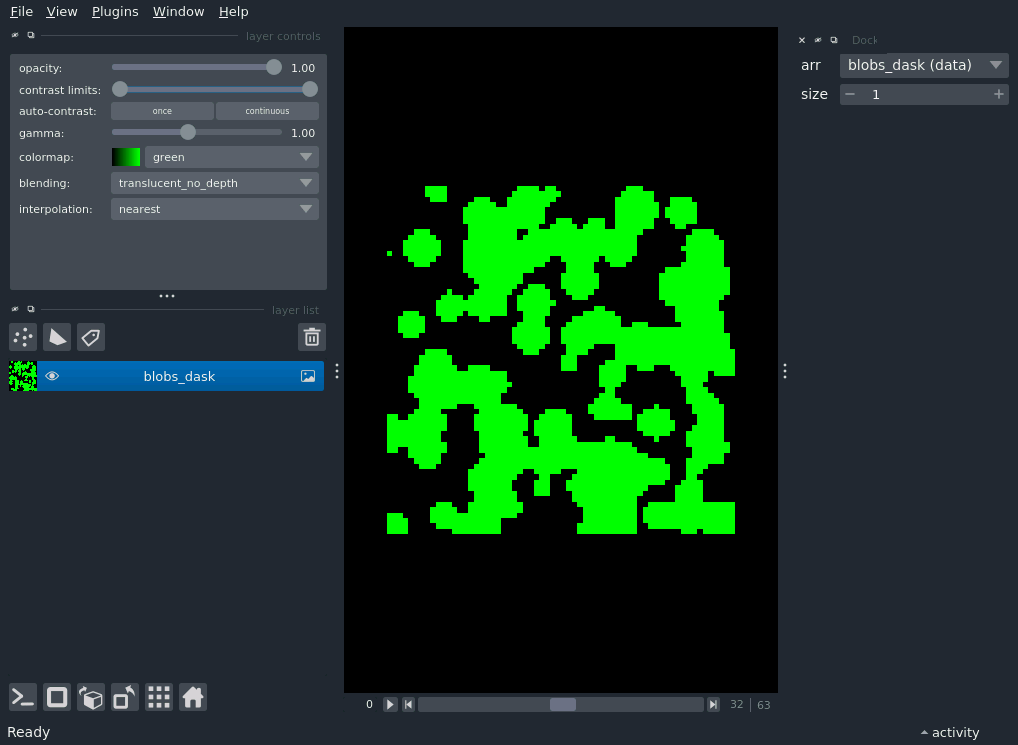 File View Plugins Window Help
layer controls
opacity: 1.00
contrast limits:
auto-contrast: once continuous
gamma: 1.00
colormap: green
blending: translucent_no_depth
interpolation: nearest
layer list
blobs_dask
Ready
0 32 | 63
Dock
arr blobs_dask (data)
size 1
activity